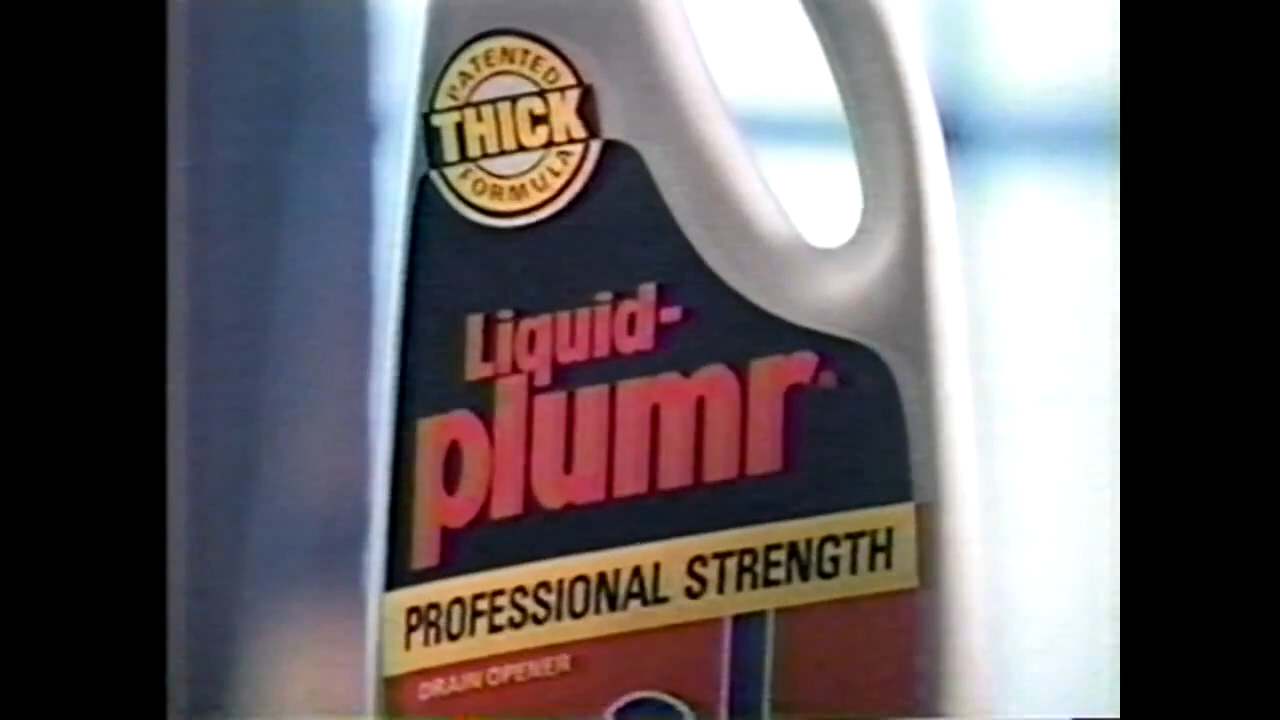 PATENTED
THICK
FORMULA
Liquid-
plumr
PROFESSIONAL STRENGTH
DRAIN OPENER